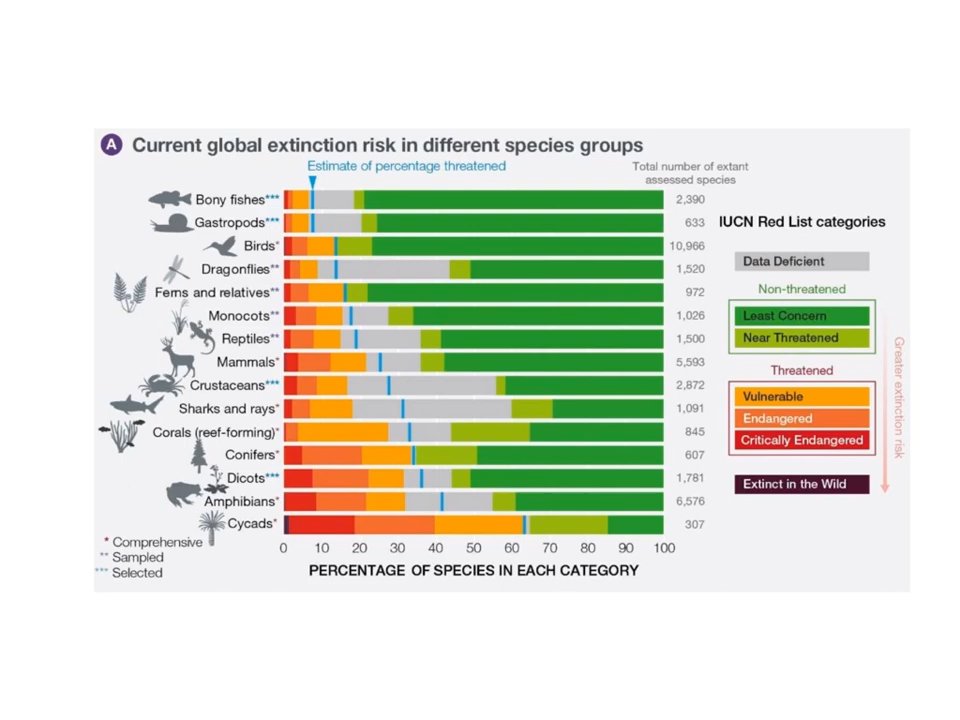 A Current global extinction risk in different species groups
Estimate of percentage threatened
Total number of extant
assessed species
Bony fishes*** 2,390
Gastropods*** 633
Birds* 10,966
Dragonflies** 1,520
Ferns and relatives** 972
Monocots** 1,026
Reptiles** 1,500
Mammals* 5,593
Crustaceans*** 2,872
Sharks and rays* 1,091
Corals (reef-forming)* 845
Conifers* 607
Dicots*** 1,781
Amphibians* 6,576
Cycads* 307
0 10 20 30 40 50 60 70 80 90 100
PERCENTAGE OF SPECIES IN EACH CATEGORY
* Comprehensive
** Sampled
*** Selected
IUCN Red List categories
Data Deficient
Non-threatened
Least Concern
Near Threatened
Threatened
Vulnerable
Endangered
Critically Endangered
Extinct in the Wild
Greater extinction risk